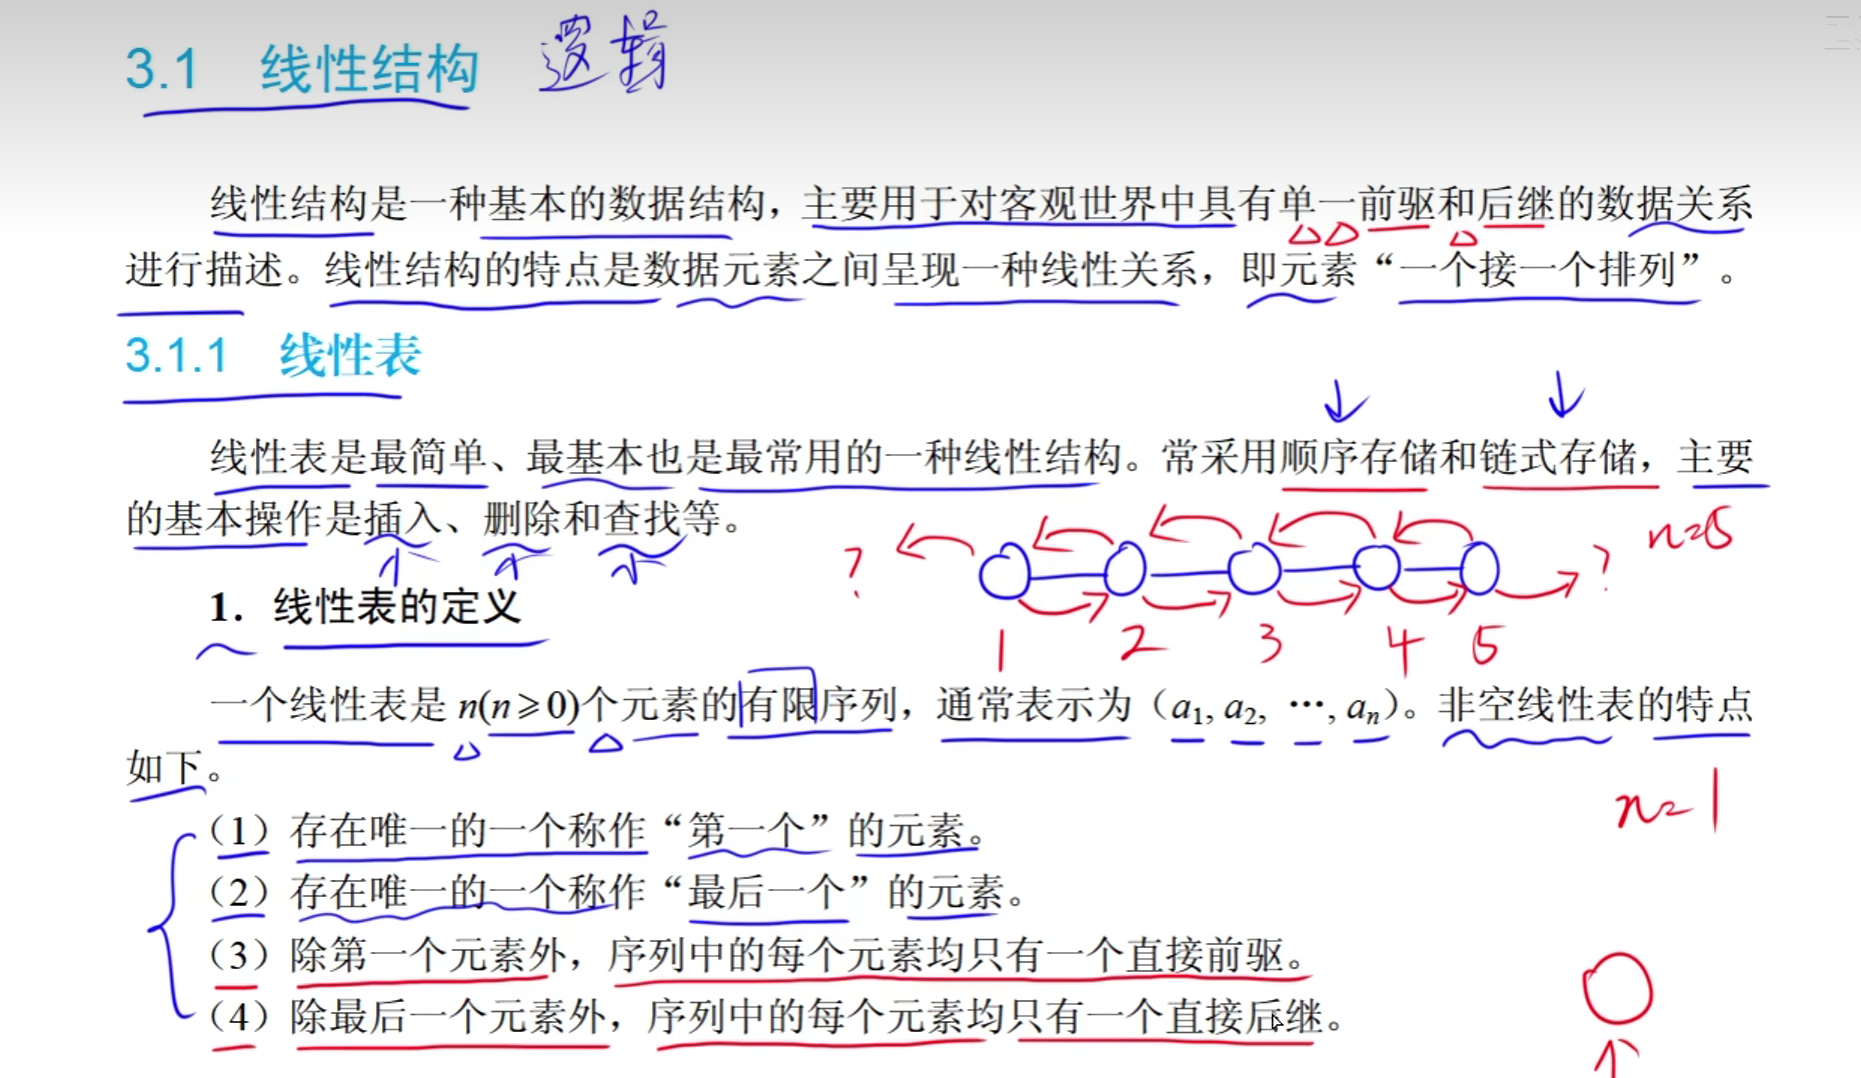 3.1 线性结构 逻辑
线性结构是一种基本的数据结构，主要用于对客观世界中具有单一前驱和后继的数据关系
进行描述。线性结构的特点是数据元素之间呈现一种线性关系，即元素“一个接一个排列”。
3.1.1 线性表
线性表是最简单、最基本也是最常用的一种线性结构。常采用顺序存储和链式存储，主要
的基本操作是插入、删除和查找等。
n=5
? ?
1 2 3 4 5
1. 线性表的定义
一个线性表是 n(n≥0)个元素的有限序列，通常表示为（a₁, a₂, …, aₙ）。非空线性表的特点
如下。
n=1
（1）存在唯一的一个称作“第一个”的元素。
（2）存在唯一的一个称作“最后一个”的元素。
（3）除第一个元素外，序列中的每个元素均只有一个直接前驱。
（4）除最后一个元素外，序列中的每个元素均只有一个直接后继。